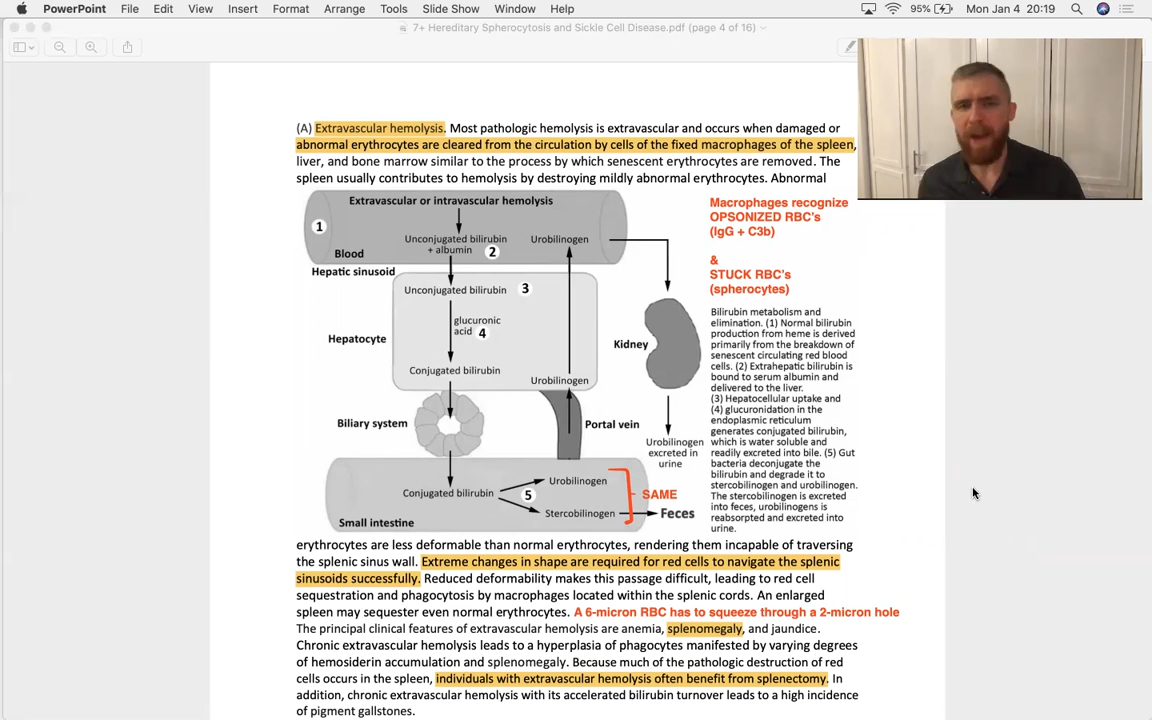 PowerPoint File Edit View Insert Format Arrange Tools Slide Show Window Help 95% Mon Jan 4 20:19
7+ Hereditary Spherocytosis and Sickle Cell Disease.pdf (page 4 of 16)
(A) Extravascular hemolysis. Most pathologic hemolysis is extravascular and occurs when damaged or
abnormal erythrocytes are cleared from the circulation by cells of the fixed macrophages of the spleen,
liver, and bone marrow similar to the process by which senescent erythrocytes are removed. The
spleen usually contributes to hemolysis by destroying mildly abnormal erythrocytes. Abnormal
Extravascular or intravascular hemolysis
1
Unconjugated bilirubin
+ albumin
2
Urobilinogen
Blood
Hepatic sinusoid
Unconjugated bilirubin
3
glucuronic
acid
4
Hepatocyte
Conjugated bilirubin
Urobilinogen
Kidney
Biliary system
Portal vein
Urobilinogen
excreted in
urine
Conjugated bilirubin
5
Urobilinogen
Stercobilinogen
SAME
Feces
Small intestine
Macrophages recognize
OPSONIZED RBC's
(IgG + C3b)
&
STUCK RBC's
(spherocytes)
Bilirubin metabolism and
elimination. (1) Normal bilirubin
production from heme is derived
primarily from the breakdown of
senescent circulating red blood
cells. (2) Extrahepatic bilirubin is
bound to serum albumin and
delivered to the liver.
(3) Hepatocellular uptake and
(4) glucuronidation in the
endoplasmic reticulum
generates conjugated bilirubin,
which is water soluble and
readily excreted into bile. (5) Gut
bacteria deconjugate the
bilirubin and degrade it to
stercobilinogen and urobilinogen.
The stercobilinogen is excreted
into feces, urobilinogens is
reabsorpted and excreted into
urine.
erythrocytes are less deformable than normal erythrocytes, rendering them incapable of traversing
the splenic sinus wall. Extreme changes in shape are required for red cells to navigate the splenic
sinusoids successfully. Reduced deformability makes this passage difficult, leading to red cell
sequestration and phagocytosis by macrophages located within the splenic cords. An enlarged
spleen may sequester even normal erythrocytes. A 6-micron RBC has to squeeze through a 2-micron hole
The principal clinical features of extravascular hemolysis are anemia, splenomegaly, and jaundice.
Chronic extravascular hemolysis leads to a hyperplasia of phagocytes manifested by varying degrees
of hemosiderin accumulation and splenomegaly. Because much of the pathologic destruction of red
cells occurs in the spleen, individuals with extravascular hemolysis often benefit from splenectomy. In
addition, chronic extravascular hemolysis with its accelerated bilirubin turnover leads to a high incidence
of pigment gallstones.